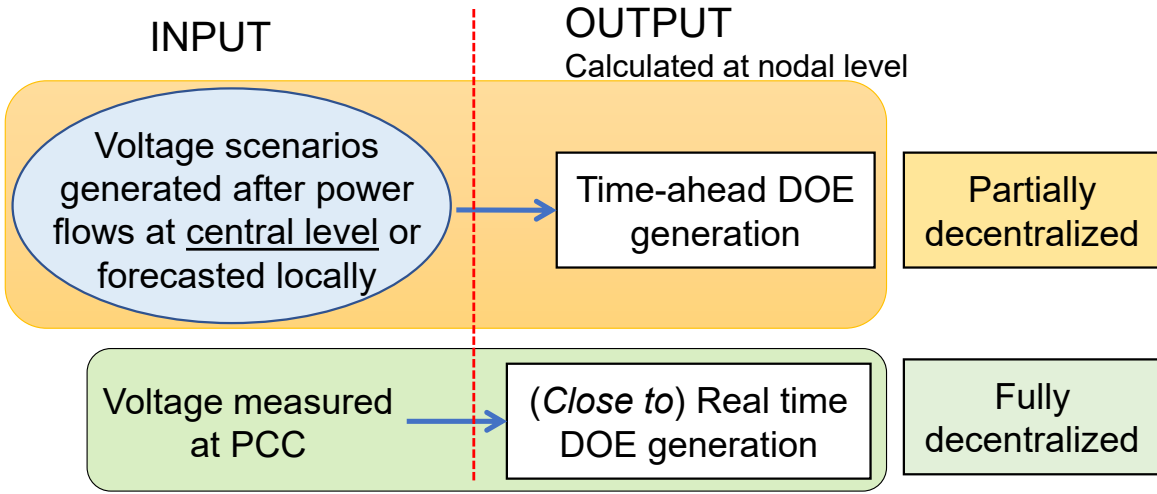 INPUT
OUTPUT
Calculated at nodal level
Voltage scenarios
generated after power
flows at central level or
forecasted locally
Time-ahead DOE
generation
Partially
decentralized
Voltage measured
at PCC
(Close to) Real time
DOE generation
Fully
decentralized